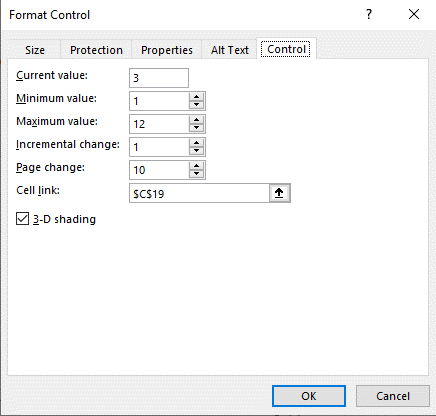 Format Control
? ×
Size Protection Properties Alt Text Control
Current value: 3
Minimum value: 1
Maximum value: 12
Incremental change: 1
Page change: 10
Cell link: $C$19
3-D shading
OK Cancel